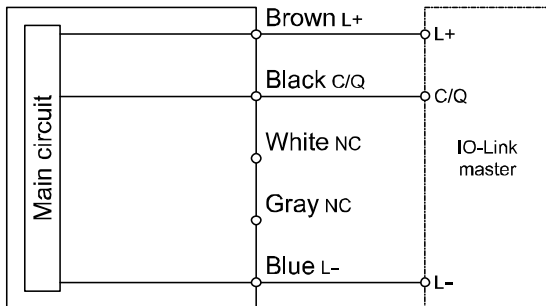 Brown L+
L+
Black C/Q
C/Q
White NC
IO-Link
master
Main circuit
Gray NC
Blue L−
L−